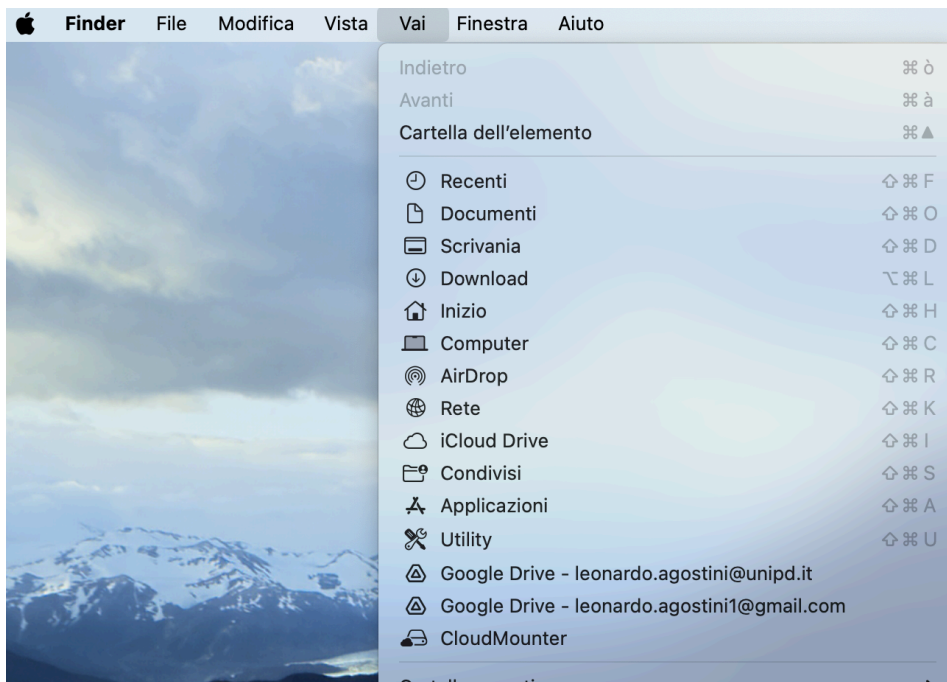 Finder File Modifica Vista Vai Finestra Aiuto
Indietro ⌘ ò
Avanti ⌘ à
Cartella dell'elemento ⌘▲
Recenti ⇧⌘F
Documenti ⇧⌘O
Scrivania ⇧⌘D
Download ⌥⌘L
Inizio ⇧⌘H
Computer ⇧⌘C
AirDrop ⇧⌘R
Rete ⇧⌘K
iCloud Drive ⇧⌘I
Condivisi ⇧⌘S
Applicazioni ⇧⌘A
Utility ⇧⌘U
Google Drive - leonardo.agostini@unipd.it
Google Drive - leonardo.agostini1@gmail.com
CloudMounter